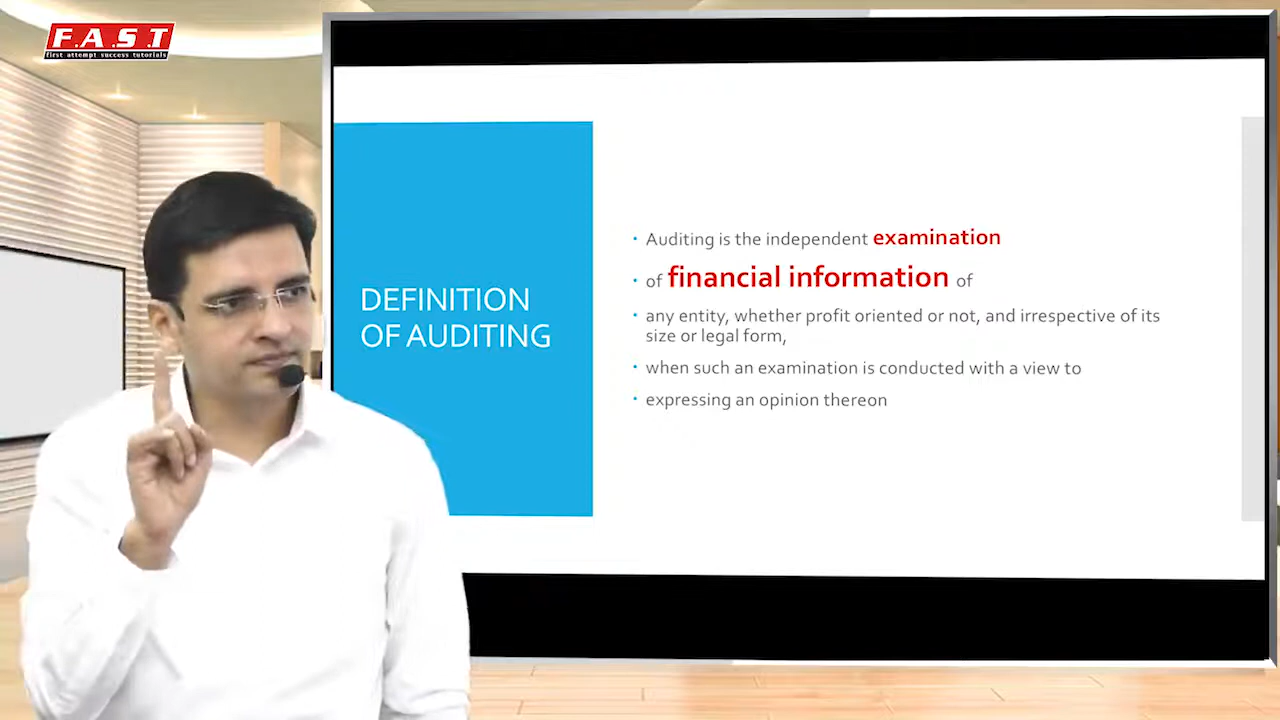 F.A.S.T
first attempt success tutorials
DEFINITION
OF AUDITING
• Auditing is the independent examination
• of financial information of
• any entity, whether profit oriented or not, and irrespective of its
size or legal form,
• when such an examination is conducted with a view to
• expressing an opinion thereon